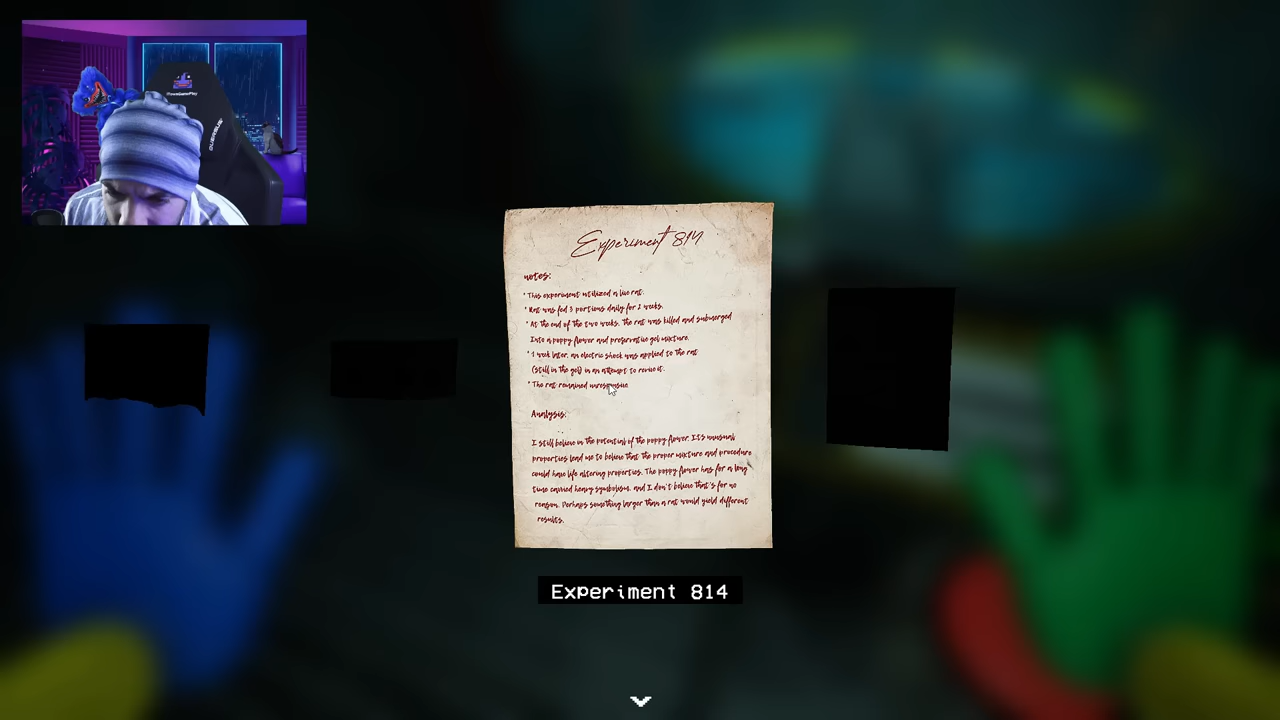 Experiment 814
notes:
* This experiment utilized a live rat.
* Rat was fed 3 portions daily for 2 weeks.
* At the end of the two weeks, the rat was killed and submerged
Into a poppy flower and preservative gel mixture.
* 1 week later, an electric shock was applied to the rat
(still in the gel) in an attempt to revive it.
* The rat remained unresponsive.
Analysis:
I still believe in the potential of the poppy flower. Its unusual
properties lead me to believe that the proper mixture and procedure
could have life altering properties. The poppy flower has for a long
time carried heavy symbolism, and I don't believe that's for no
reason. Perhaps something larger than a rat would yield different
results.
Experiment 814